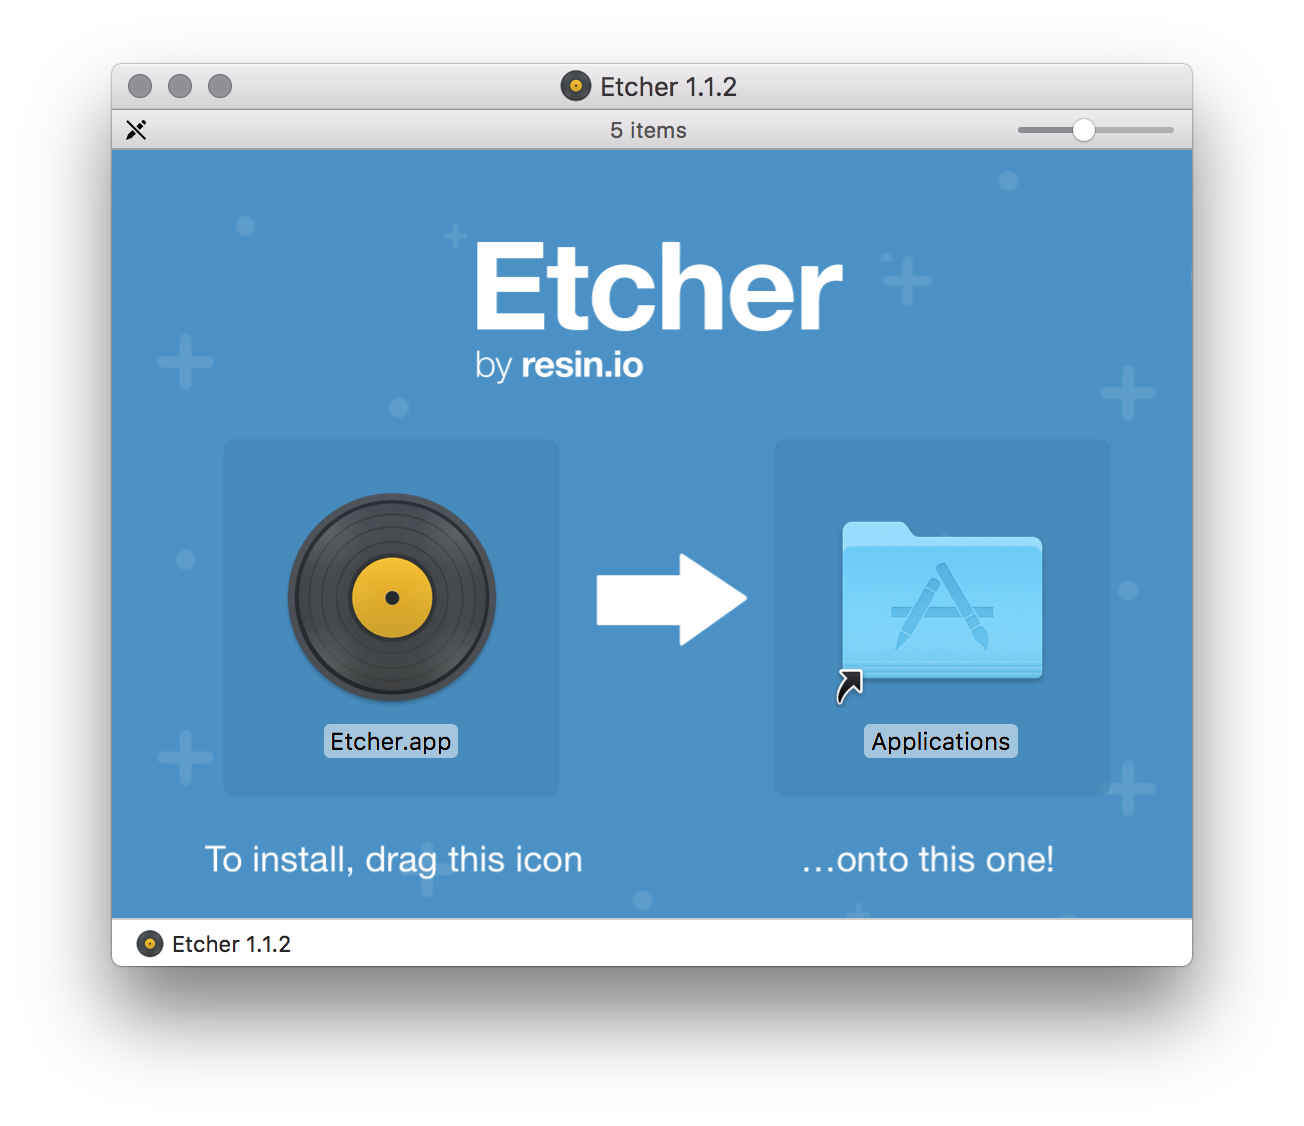 Etcher 1.1.2
5 items
Etcher
by resin.io
Etcher.app
Applications
To install, drag this icon
...onto this one!
Etcher 1.1.2